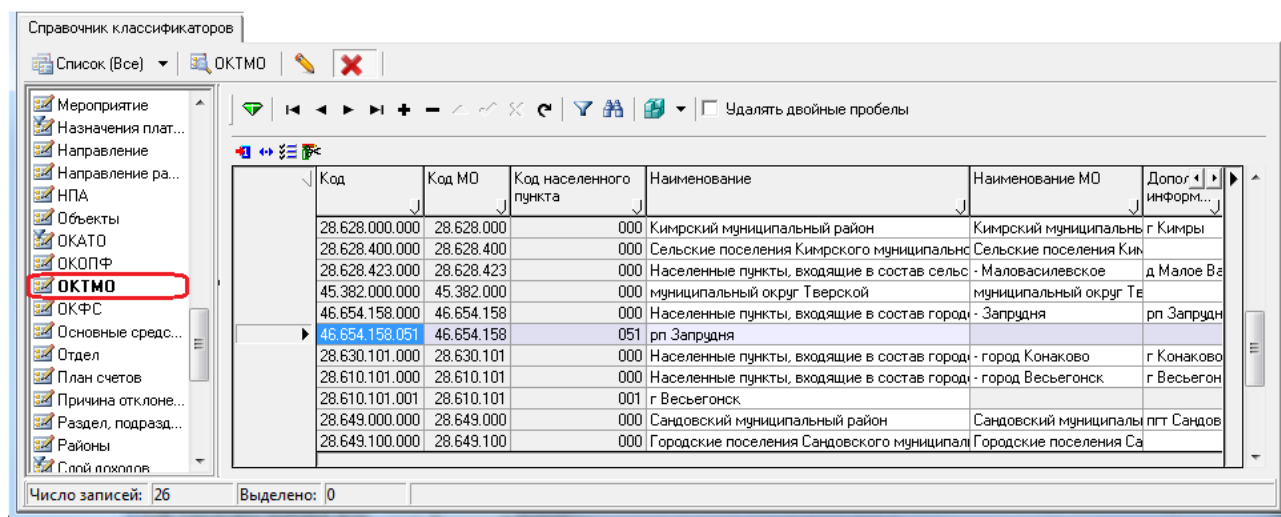 Справочник классификаторов
Список (Все) ОКТМО
Мероприятие
Назначения плат...
Направление
Направление ра...
НПА
Объекты
ОКАТО
ОКОПФ
ОКТМО
ОКФС
Основные средс...
Отдел
План счетов
Причина отклоне...
Раздел, подразд...
Районы
Слой доходов
Удалять двойные пробелы
Код Код МО Код населенного пункта Наименование Наименование МО Допол информ...
28.628.000.000 28.628.000 000 Кимрский муниципальный район Кимрский муниципальнь г Кимры
28.628.400.000 28.628.400 000 Сельские поселения Кимрского муниципально Сельские поселения Ким
28.628.423.000 28.628.423 000 Населенные пункты, входящие в состав сельс - Маловасилевское д Малое Ва
45.382.000.000 45.382.000 000 муниципальный округ Тверской муниципальный округ Тв
46.654.158.000 46.654.158 000 Населенные пункты, входящие в состав город - Запрудня рп Запрудн
46.654.158.051 46.654.158 051 рп Запрудня
28.630.101.000 28.630.101 000 Населенные пункты, входящие в состав город - город Конаково г Конаково
28.610.101.000 28.610.101 000 Населенные пункты, входящие в состав город - город Весьегонск г Весьегон
28.610.101.001 28.610.101 001 г Весьегонск
28.649.000.000 28.649.000 000 Сандовский муниципальный район Сандовский муниципаль пгт Сандов
28.649.100.000 28.649.100 000 Городские поселения Сандовского муниципал Городские поселения Са
Число записей: 26 Выделено: 0